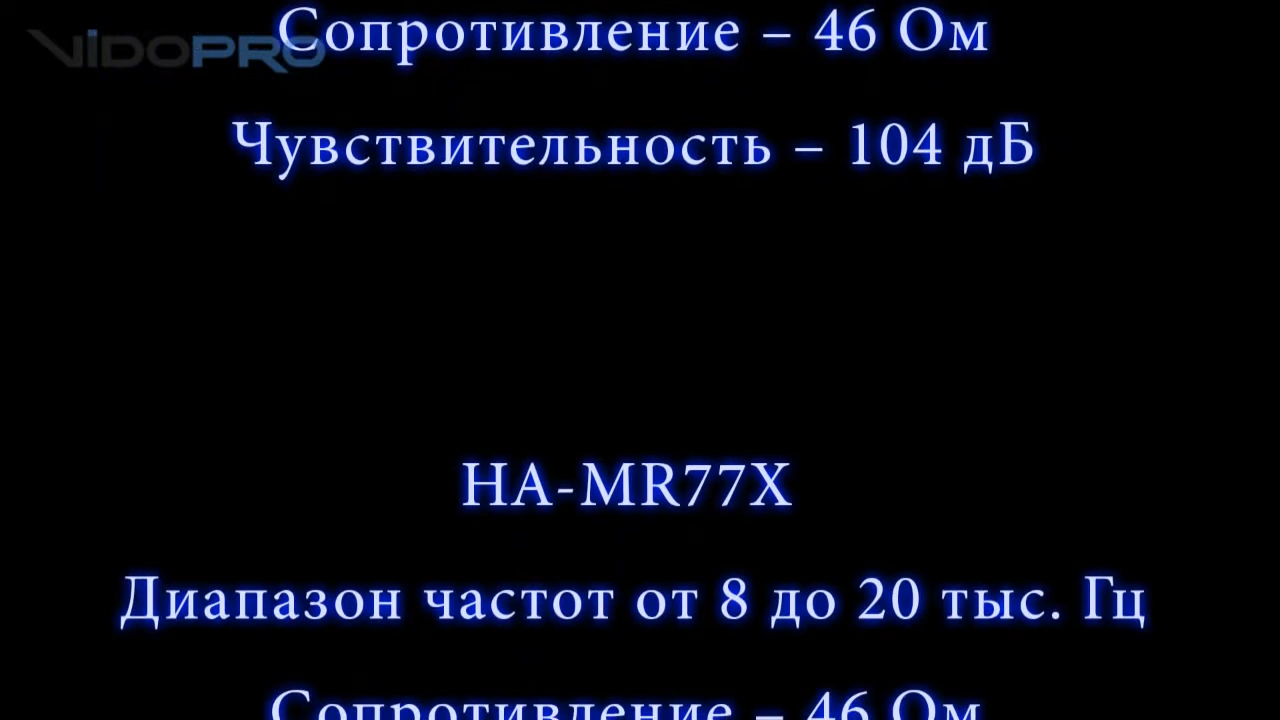 Сопротивление – 46 Ом
ViDOPRO
Чувствительность – 104 дБ
HA-MR77X
Диапазон частот от 8 до 20 тыс. Гц
Сопротивление – 46 Ом